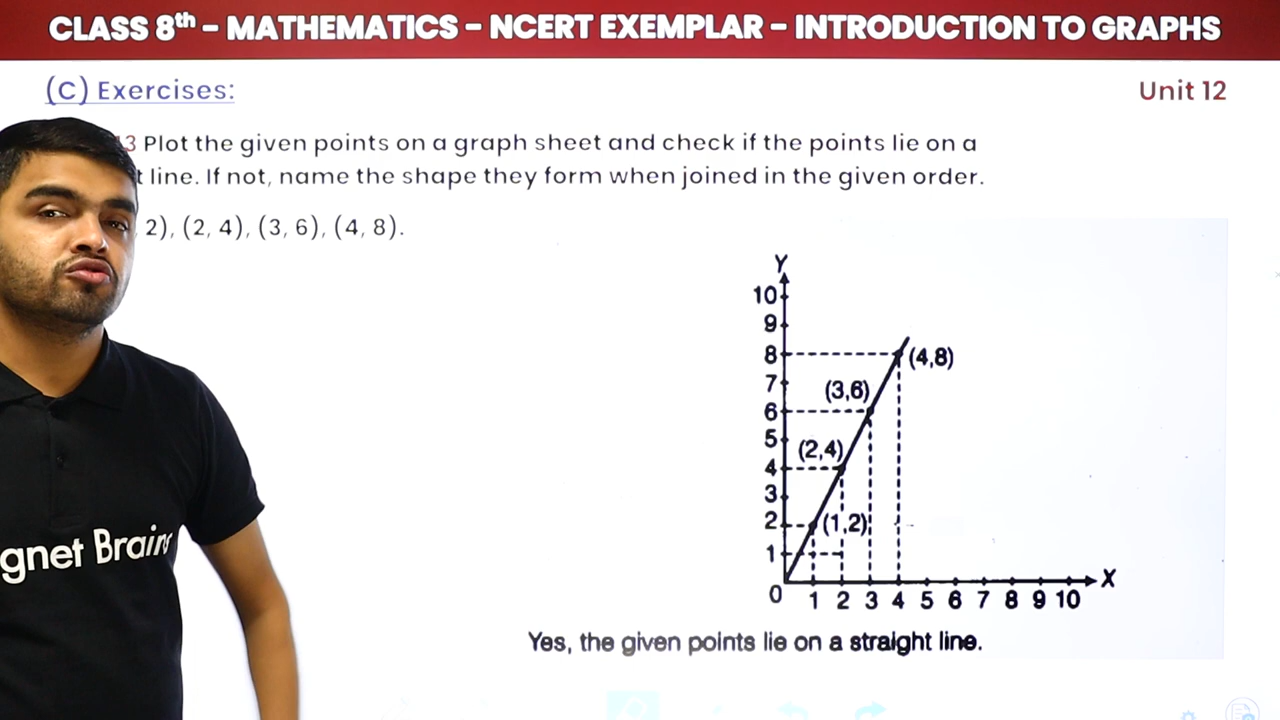 CLASS 8th - MATHEMATICS - NCERT EXEMPLAR - INTRODUCTION TO GRAPHS
(C) Exercises:
Unit 12
3 Plot the given points on a graph sheet and check if the points lie on a
t line. If not, name the shape they form when joined in the given order.
2), (2, 4), (3, 6), (4, 8).
Y
10
9
8
(4,8)
7
(3,6)
6
5
(2,4)
4
3
2
(1,2)
1
X
0
1 2 3 4 5 6 7 8 9 10
Yes, the given points lie on a straight line.
gnet Brains